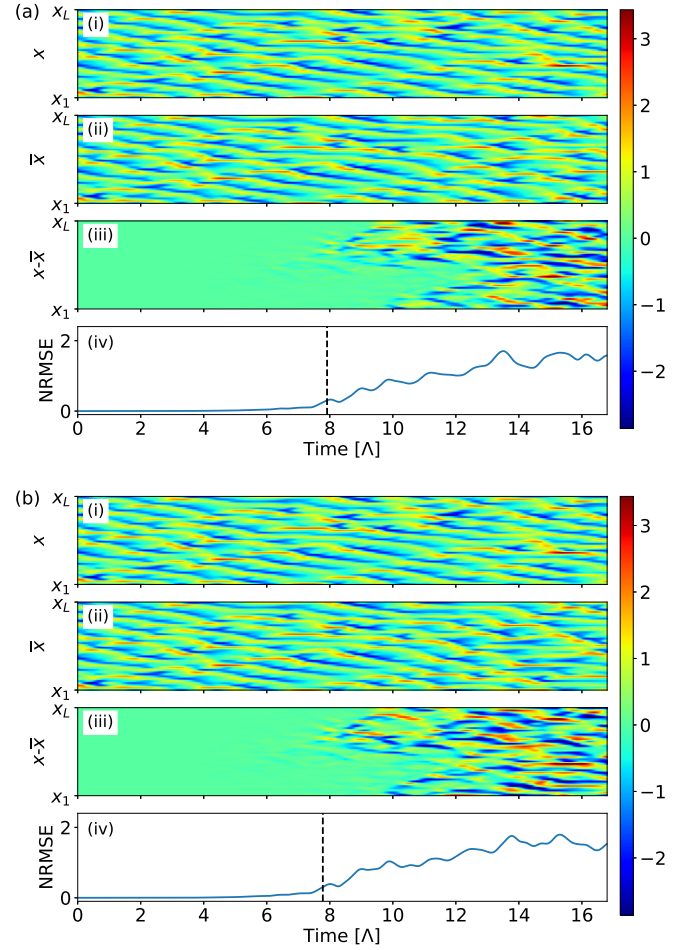 (a)
x_L
(i)
x
x_1
x_L
(ii)
x̅
x_1
x_L
(iii)
x-x̅
x_1
2
(iv)
NRMSE
0
0 2 4 6 8 10 12 14 16
Time [Λ]
3
2
1
0
−1
−2
(b)
x_L
(i)
x
x_1
x_L
(ii)
x̅
x_1
x_L
(iii)
x-x̅
x_1
2
(iv)
NRMSE
0
0 2 4 6 8 10 12 14 16
Time [Λ]
3
2
1
0
−1
−2